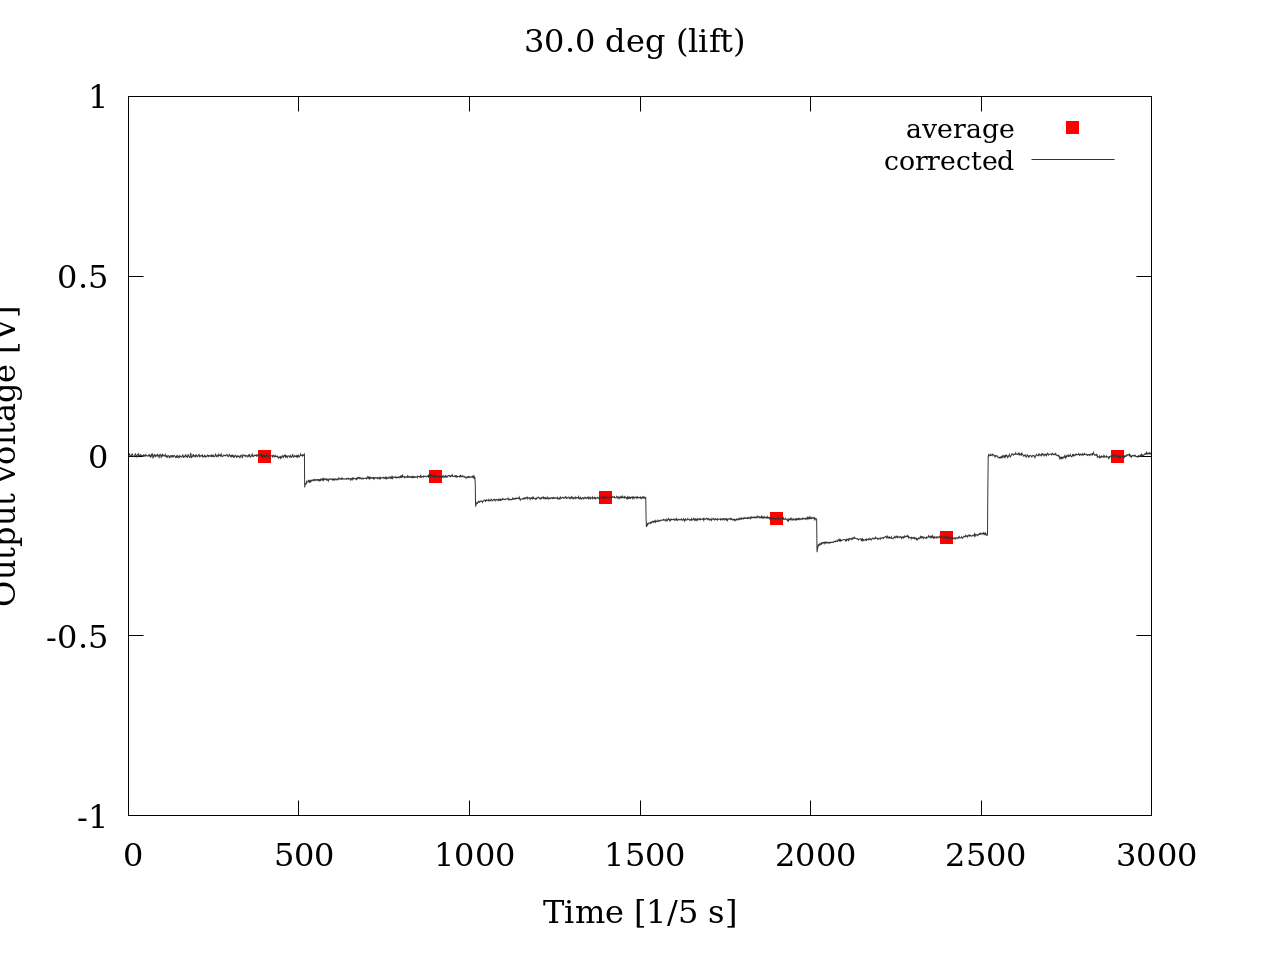 30.0 deg (lift)
average
corrected
1
0.5
0
-0.5
-1
Output voltage [V]
0 500 1000 1500 2000 2500 3000
Time [1/5 s]